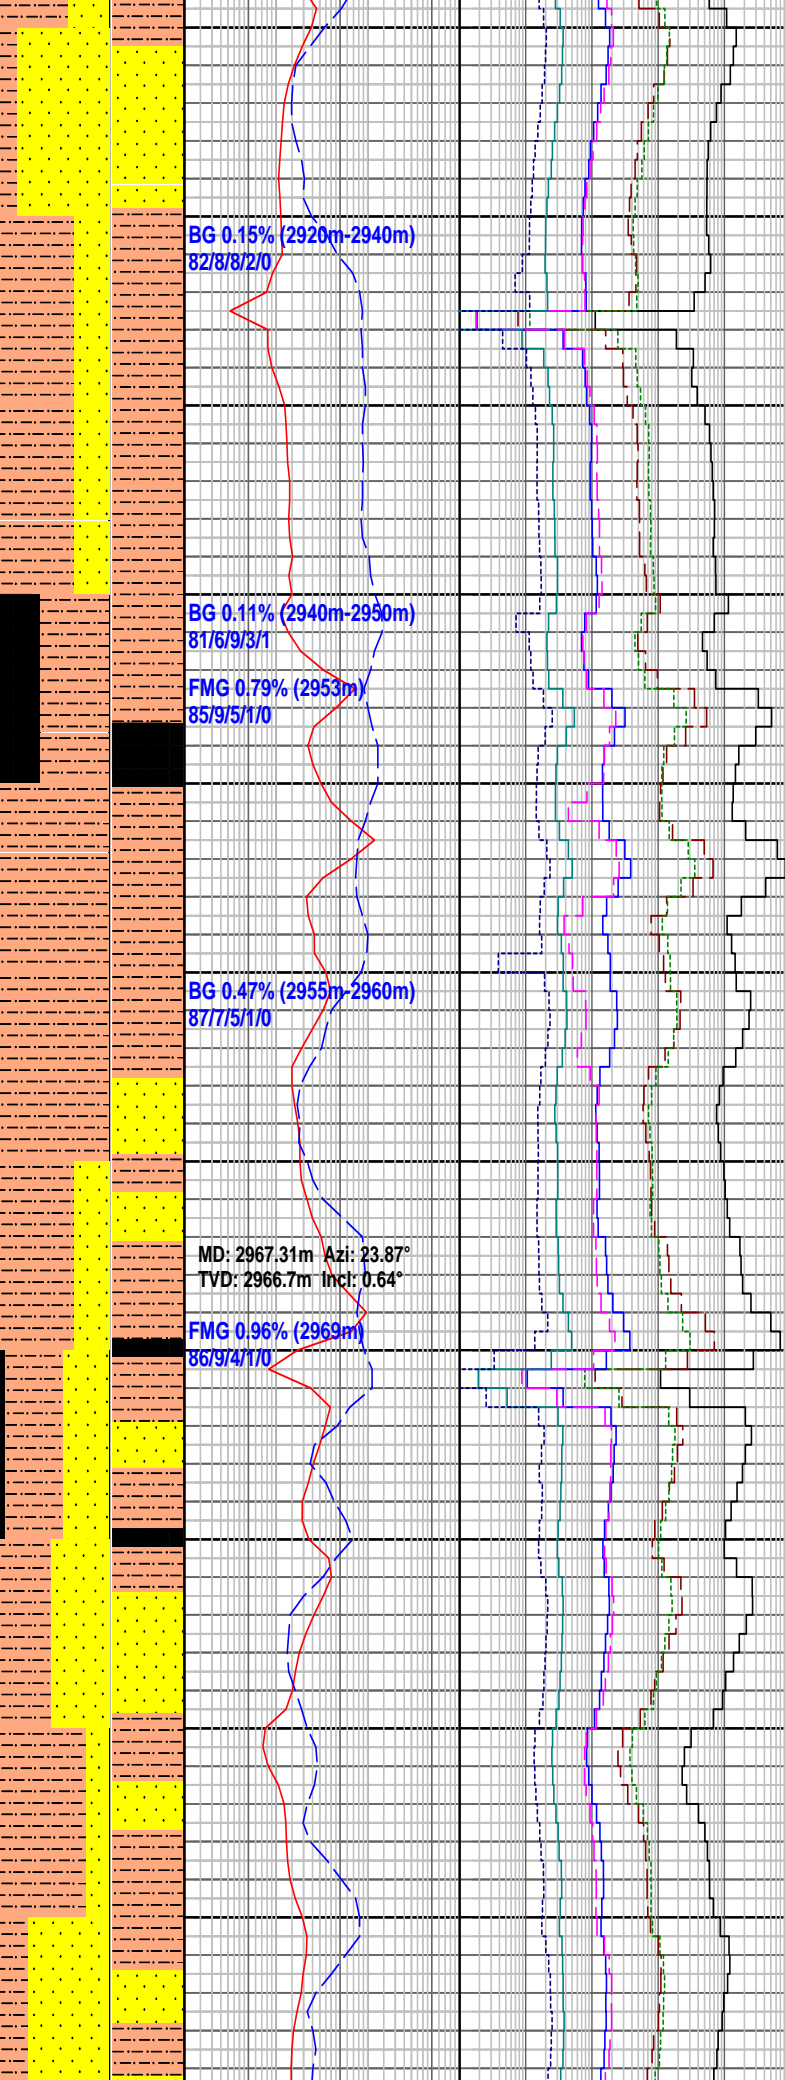 BG 0.15% (2920m-2940m)
82/8/8/2/0
BG 0.11% (2940m-2950m)
81/6/9/3/1
FMG 0.79% (2953m)
85/9/5/1/0
BG 0.47% (2955m-2960m)
87/7/5/1/0
MD: 2967.31m Azi: 23.87°
TVD: 2966.7m Incl: 0.64°
FMG 0.96% (2969m)
86/9/4/1/0